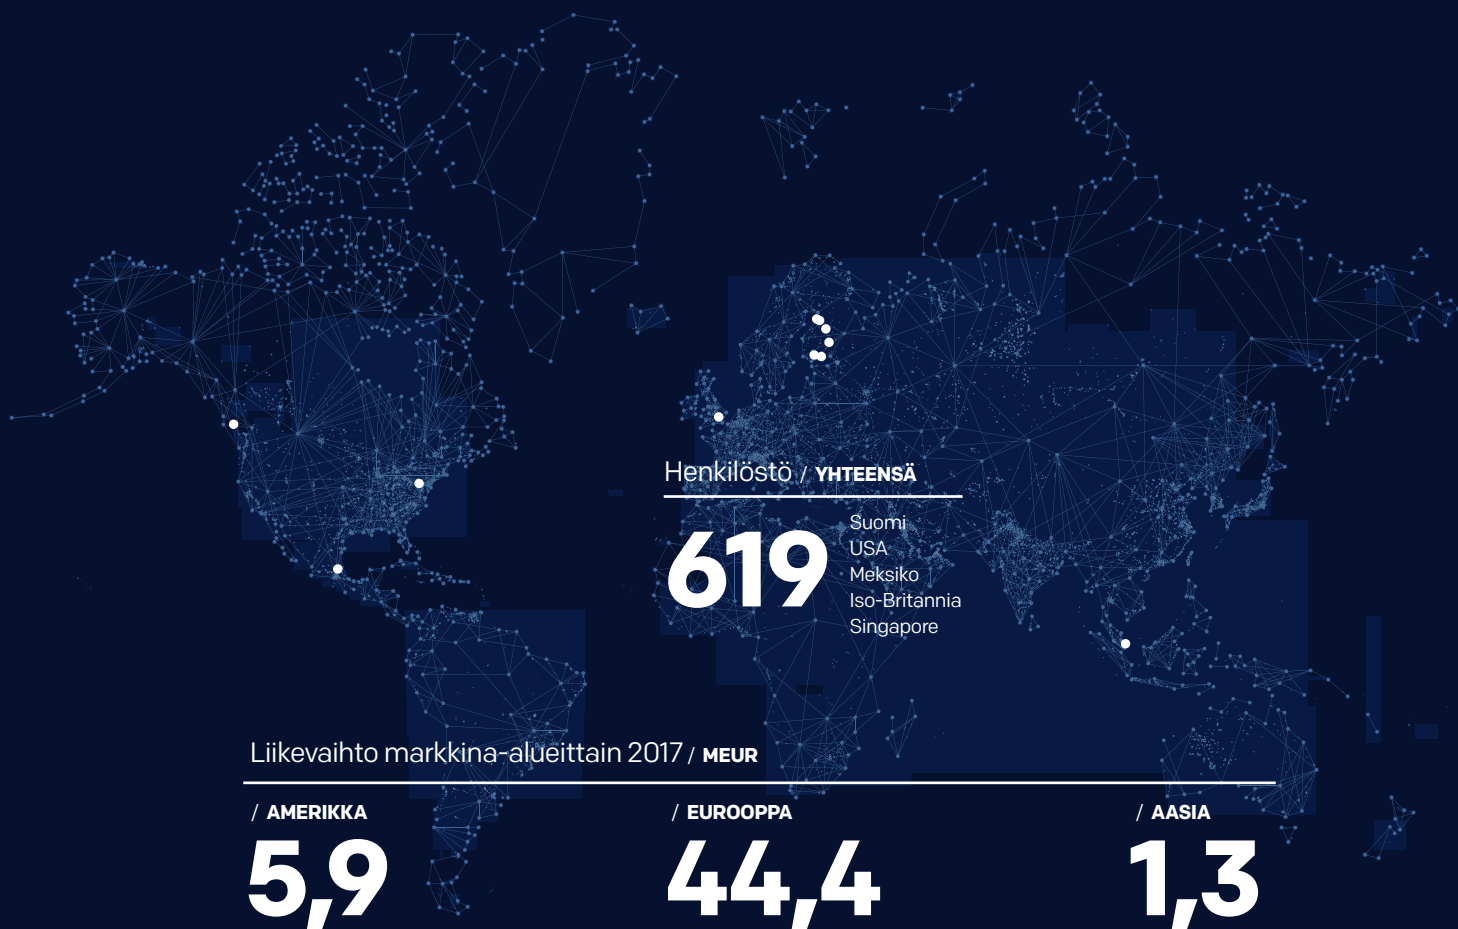 Henkilöstö / YHTEENSÄ
619
Suomi
USA
Meksiko
Iso-Britannia
Singapore
Liikevaihto markkina-alueittain 2017 / MEUR
/ AMERIKKA / EUROOPPA / AASIA
5,9 44,4 1,3